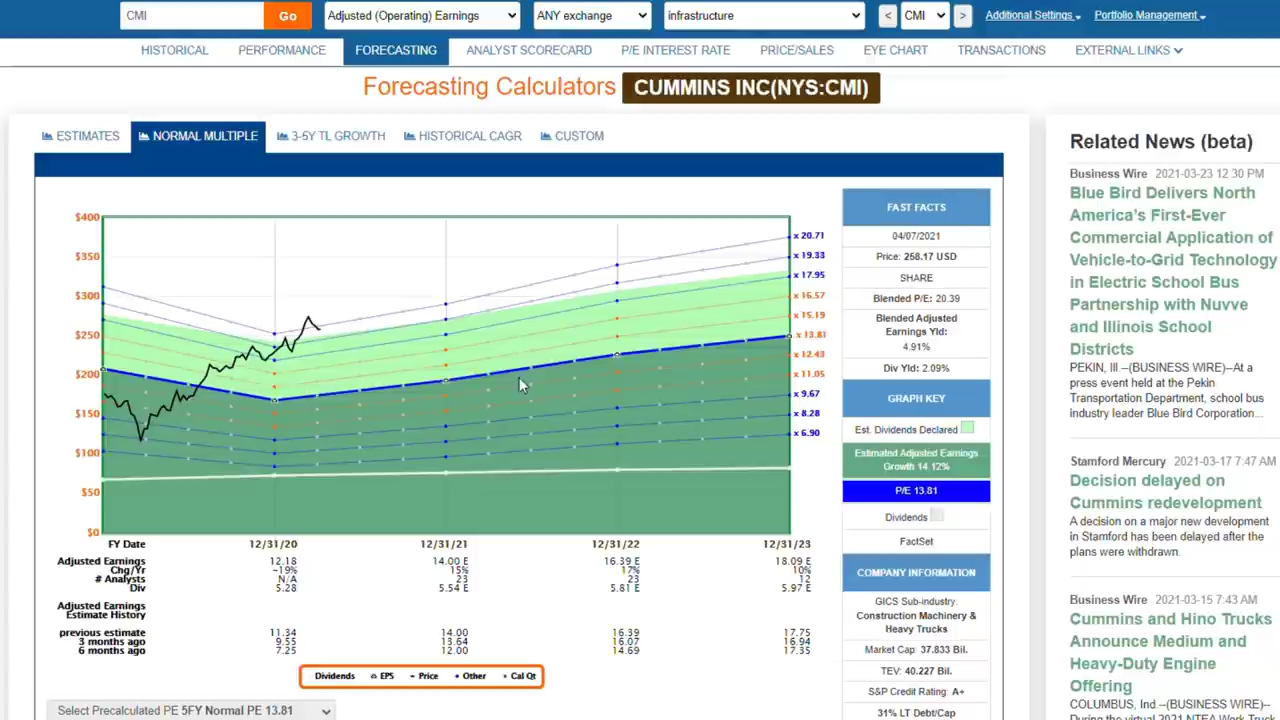 CMI
Go
Adjusted (Operating) Earnings
ANY exchange
infrastructure
<
CMI
>
Additional Settings
Portfolio Management
HISTORICAL
PERFORMANCE
FORECASTING
ANALYST SCORECARD
P/E INTEREST RATE
PRICE/SALES
EYE CHART
TRANSACTIONS
EXTERNAL LINKS
Forecasting Calculators CUMMINS INC(NYS:CMI)
ESTIMATES
NORMAL MULTIPLE
3-5Y TL GROWTH
HISTORICAL CAGR
CUSTOM
$400
$350
$300
$250
$200
$150
$100
$50
$0
x 20.71
x 19.33
x 17.95
x 16.57
x 15.19
x 13.81
x 12.43
x 11.05
x 9.67
x 8.28
x 6.90
FY Date 12/31/20 12/31/21 12/31/22 12/31/23
Adjusted Earnings 12.18 14.00 E 16.39 E 18.09 E
Chg/Yr -19% 15% 17% 10%
# Analysts N/A 23 23 12
Div 5.28 5.54 E 5.81 E 5.97 E
Adjusted Earnings
Estimate History
previous estimate 11.34 14.00 16.39 17.75
3 months ago 9.55 13.64 16.07 16.94
6 months ago 7.25 12.00 14.69 17.35
Dividends EPS Price Other Cal Qt
Select Precalculated PE 5FY Normal PE 13.81
FAST FACTS
04/07/2021
Price: 258.17 USD
SHARE
Blended P/E: 20.39
Blended Adjusted
Earnings Yld:
4.91%
Div Yld: 2.09%
GRAPH KEY
Est. Dividends Declared
Estimated Adjusted Earnings
Growth 14.12%
P/E 13.81
Dividends
FactSet
COMPANY INFORMATION
GICS Sub-industry:
Construction Machinery &
Heavy Trucks
Market Cap: 37.833 Bil.
TEV: 40.227 Bil.
S&P Credit Rating: A+
31% LT Debt/Cap
Related News (beta)
Business Wire 2021-03-23 12:30 PM
Blue Bird Delivers North
America's First-Ever
Commercial Application of
Vehicle-to-Grid Technology
in Electric School Bus
Partnership with Nuvve
and Illinois School
Districts
PEKIN, Ill.--(BUSINESS WIRE)--At a
press event held at the Pekin
Transportation Department, school bus
industry leader Blue Bird Corporation...
Stamford Mercury 2021-03-17 7:47 AM
Decision delayed on
Cummins redevelopment
A decision on a major new development
in Stamford has been delayed after the
plans were withdrawn.
Business Wire 2021-03-15 7:43 AM
Cummins and Hino Trucks
Announce Medium and
Heavy-Duty Engine
Offering
COLUMBUS, Ind.--(BUSINESS WIRE)--
During the virtual 2021 NTEA Work Truck